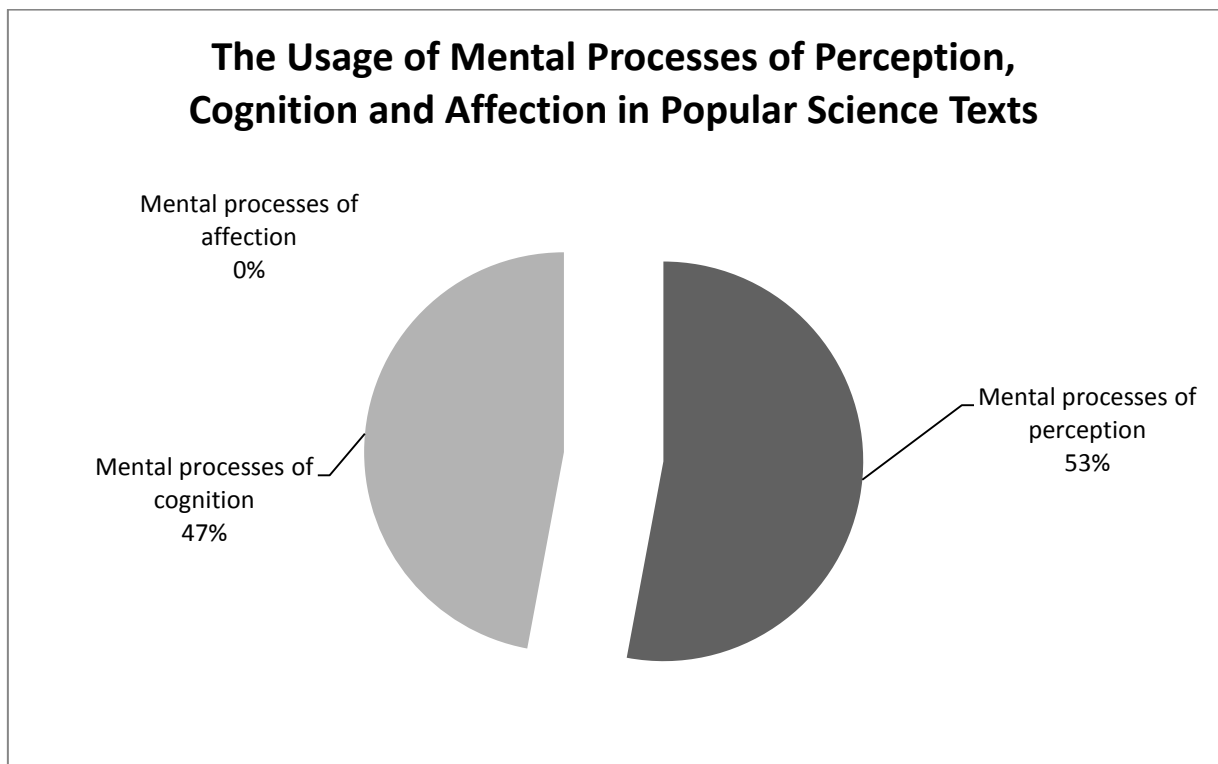 The Usage of Mental Processes of Perception,
Cognition and Affection in Popular Science Texts
Mental processes of
affection
0%
Mental processes of
perception
53%
Mental processes of
cognition
47%